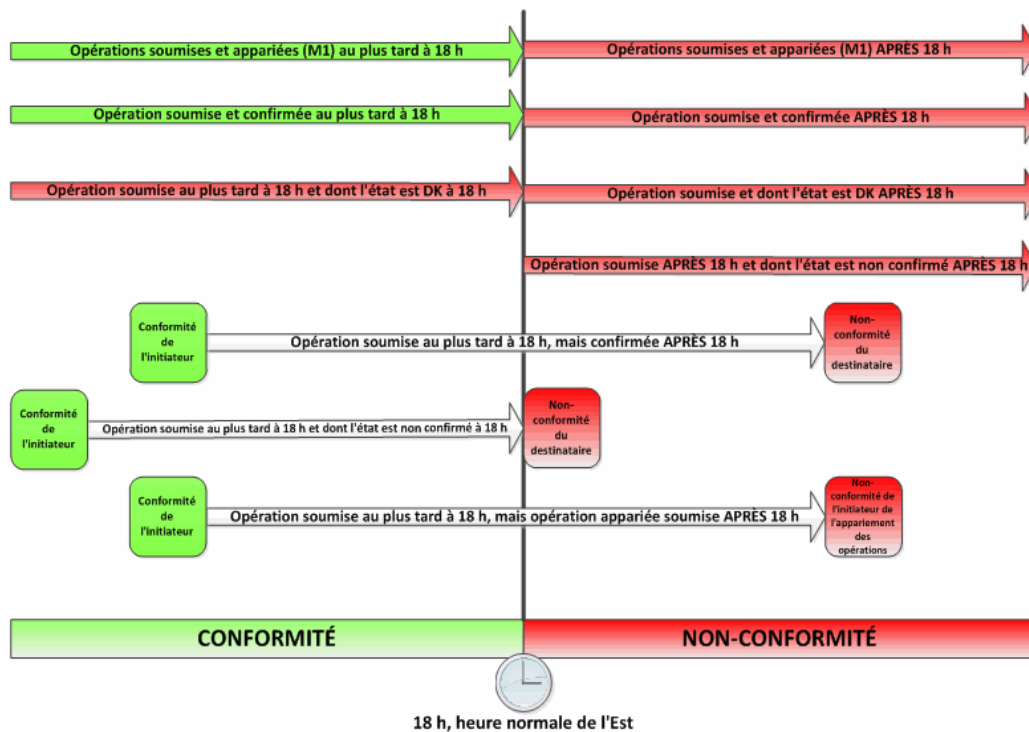 Opérations soumises et appariées (M1) au plus tard à 18 h
Opérations soumises et appariées (M1) APRÈS 18 h
Opération soumise et confirmée au plus tard à 18 h
Opération soumise et confirmée APRÈS 18 h
Opération soumise au plus tard à 18 h et dont l'état est DK à 18 h
Opération soumise et dont l'état est DK APRÈS 18 h
Opération soumise APRÈS 18 h et dont l'état est non confirmé APRÈS 18 h
Conformité
de
l'initiateur
Opération soumise au plus tard à 18 h, mais confirmée APRÈS 18 h
Non-
conformité
du
destinataire
Conformité
de
l'initiateur
Opération soumise au plus tard à 18 h et dont l'état est non confirmé à 18 h
Non-
conformité
du
destinataire
Conformité
de
l'initiateur
Opération soumise au plus tard à 18 h, mais opération appariée soumise APRÈS 18 h
Non-
conformité de
l'initiateur de
l'appariement
des
opérations
CONFORMITÉ
NON-CONFORMITÉ
18 h, heure normale de l'Est